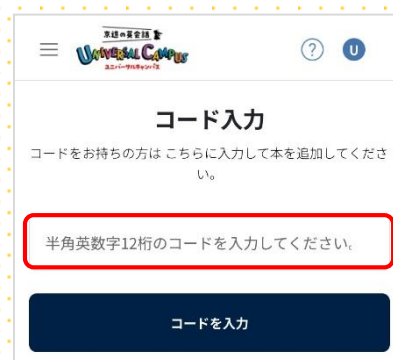 京進の英会話
UNIVERSAL CAMPUS
ユニバーサルキャンパス
?
U
コード入力
コードをお持ちの方は こちらに入力して本を追加してくださ
い。
半角英数字12桁のコードを入力してください。
コードを入力